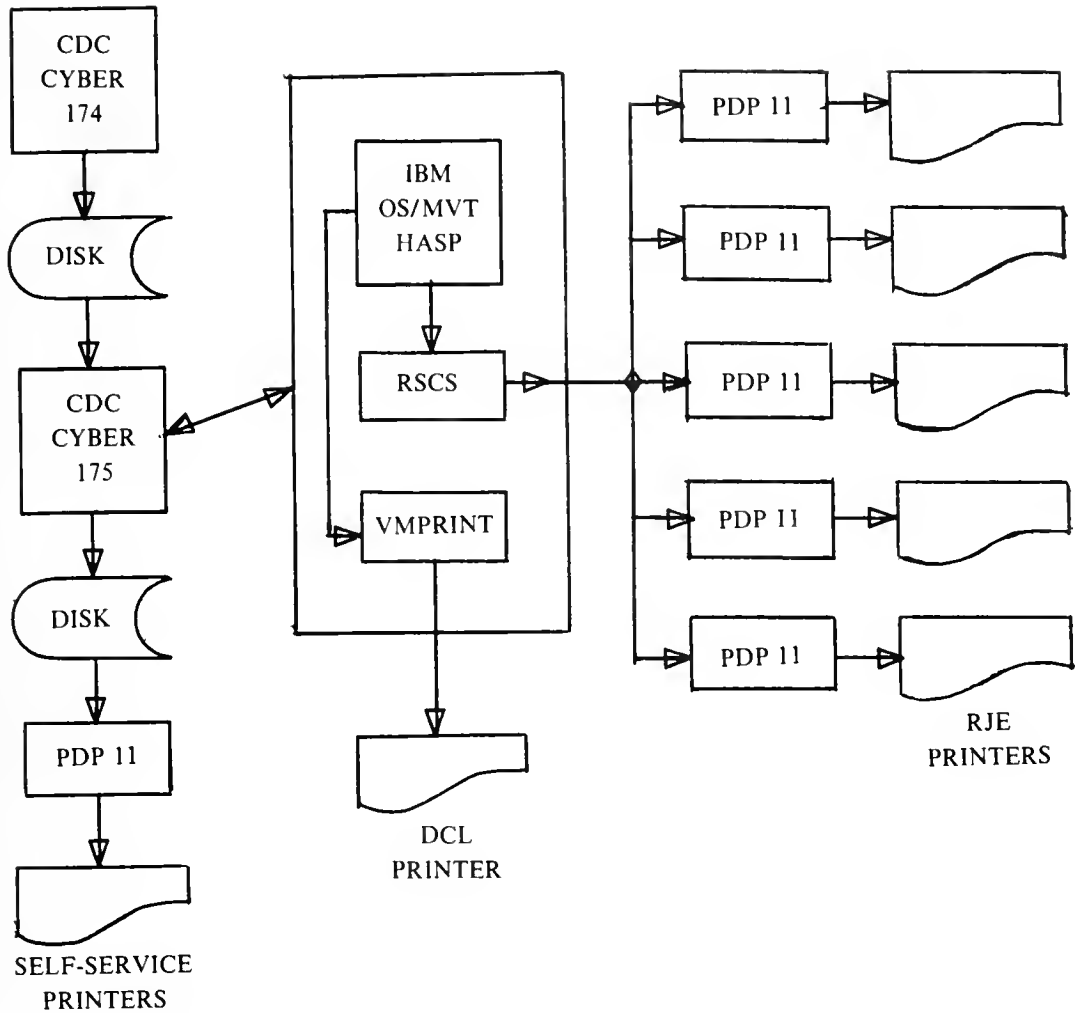 CDC
CYBER
174
DISK
CDC
CYBER
175
DISK
PDP 11
SELF-SERVICE
PRINTERS
IBM
OS/MVT
HASP
RSCS
VMPRINT
DCL
PRINTER
PDP 11
PDP 11
PDP 11
PDP 11
PDP 11
RJE
PRINTERS